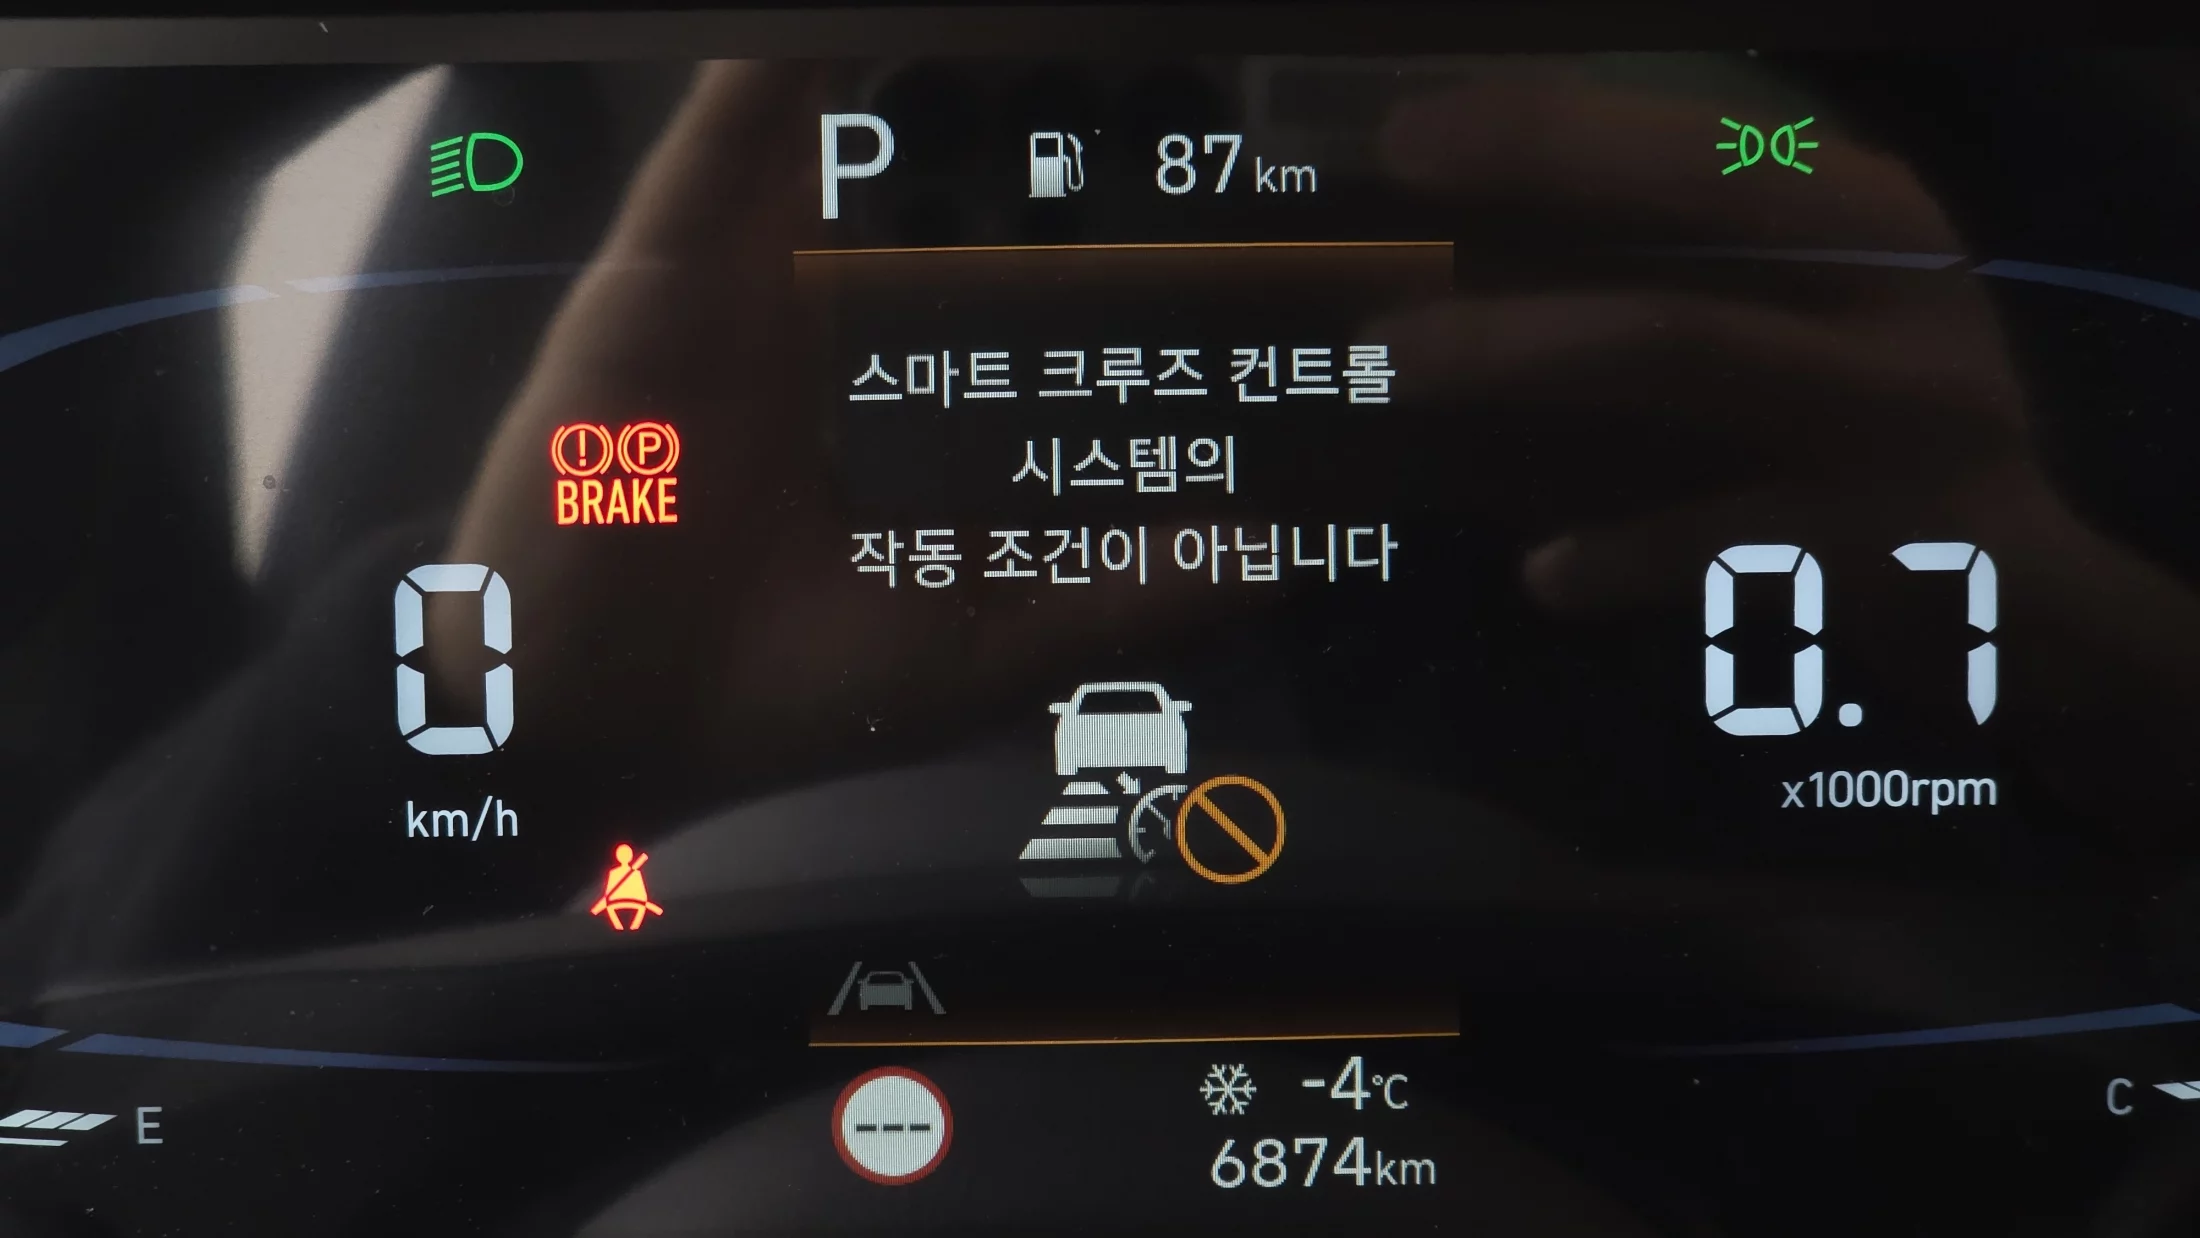 P 87 km
스마트 크루즈 컨트롤
시스템의
작동 조건이 아닙니다
! P
BRAKE
0
km/h
0.7
x1000rpm
E
---
-4°C
6874km
C